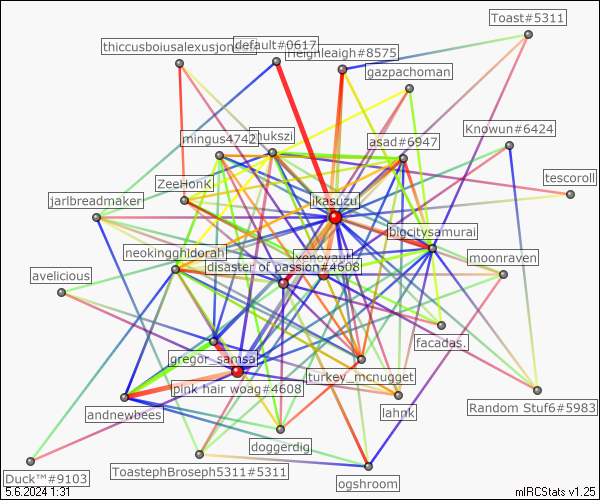 Toast#5311
thiccusboiusalexusjon
default#0617
rleighleigh#8575
gazpachoman
Knowun#6424
mingus4742
mukszi
asad#6947
tescoroll
ZeeHonK
jarlbreadmaker
ikasuzu
bigcitysamurai
neokingghidorah
xenovault
moonraven
disaster of passion#4608
avelicious
facadas.
gregor_samsa
turkey_mcnugget
pink hair woag#4608
lahnk
Random Stuf6#5983
andnewbees
doggerdig
Duck™#9103
ToastephBroseph5311#5311
ogshroom
5.6.2024 1:31
mIRCStats v1.25